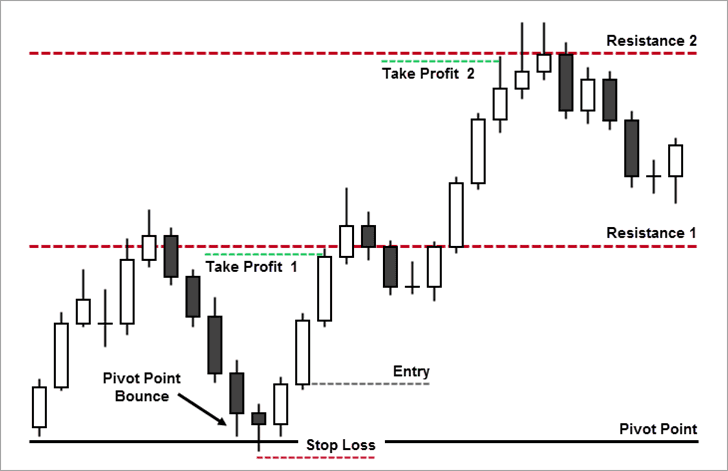 Resistance 2
Take Profit 2
Resistance 1
Take Profit 1
Entry
Pivot Point
Bounce
Pivot Point
Stop Loss